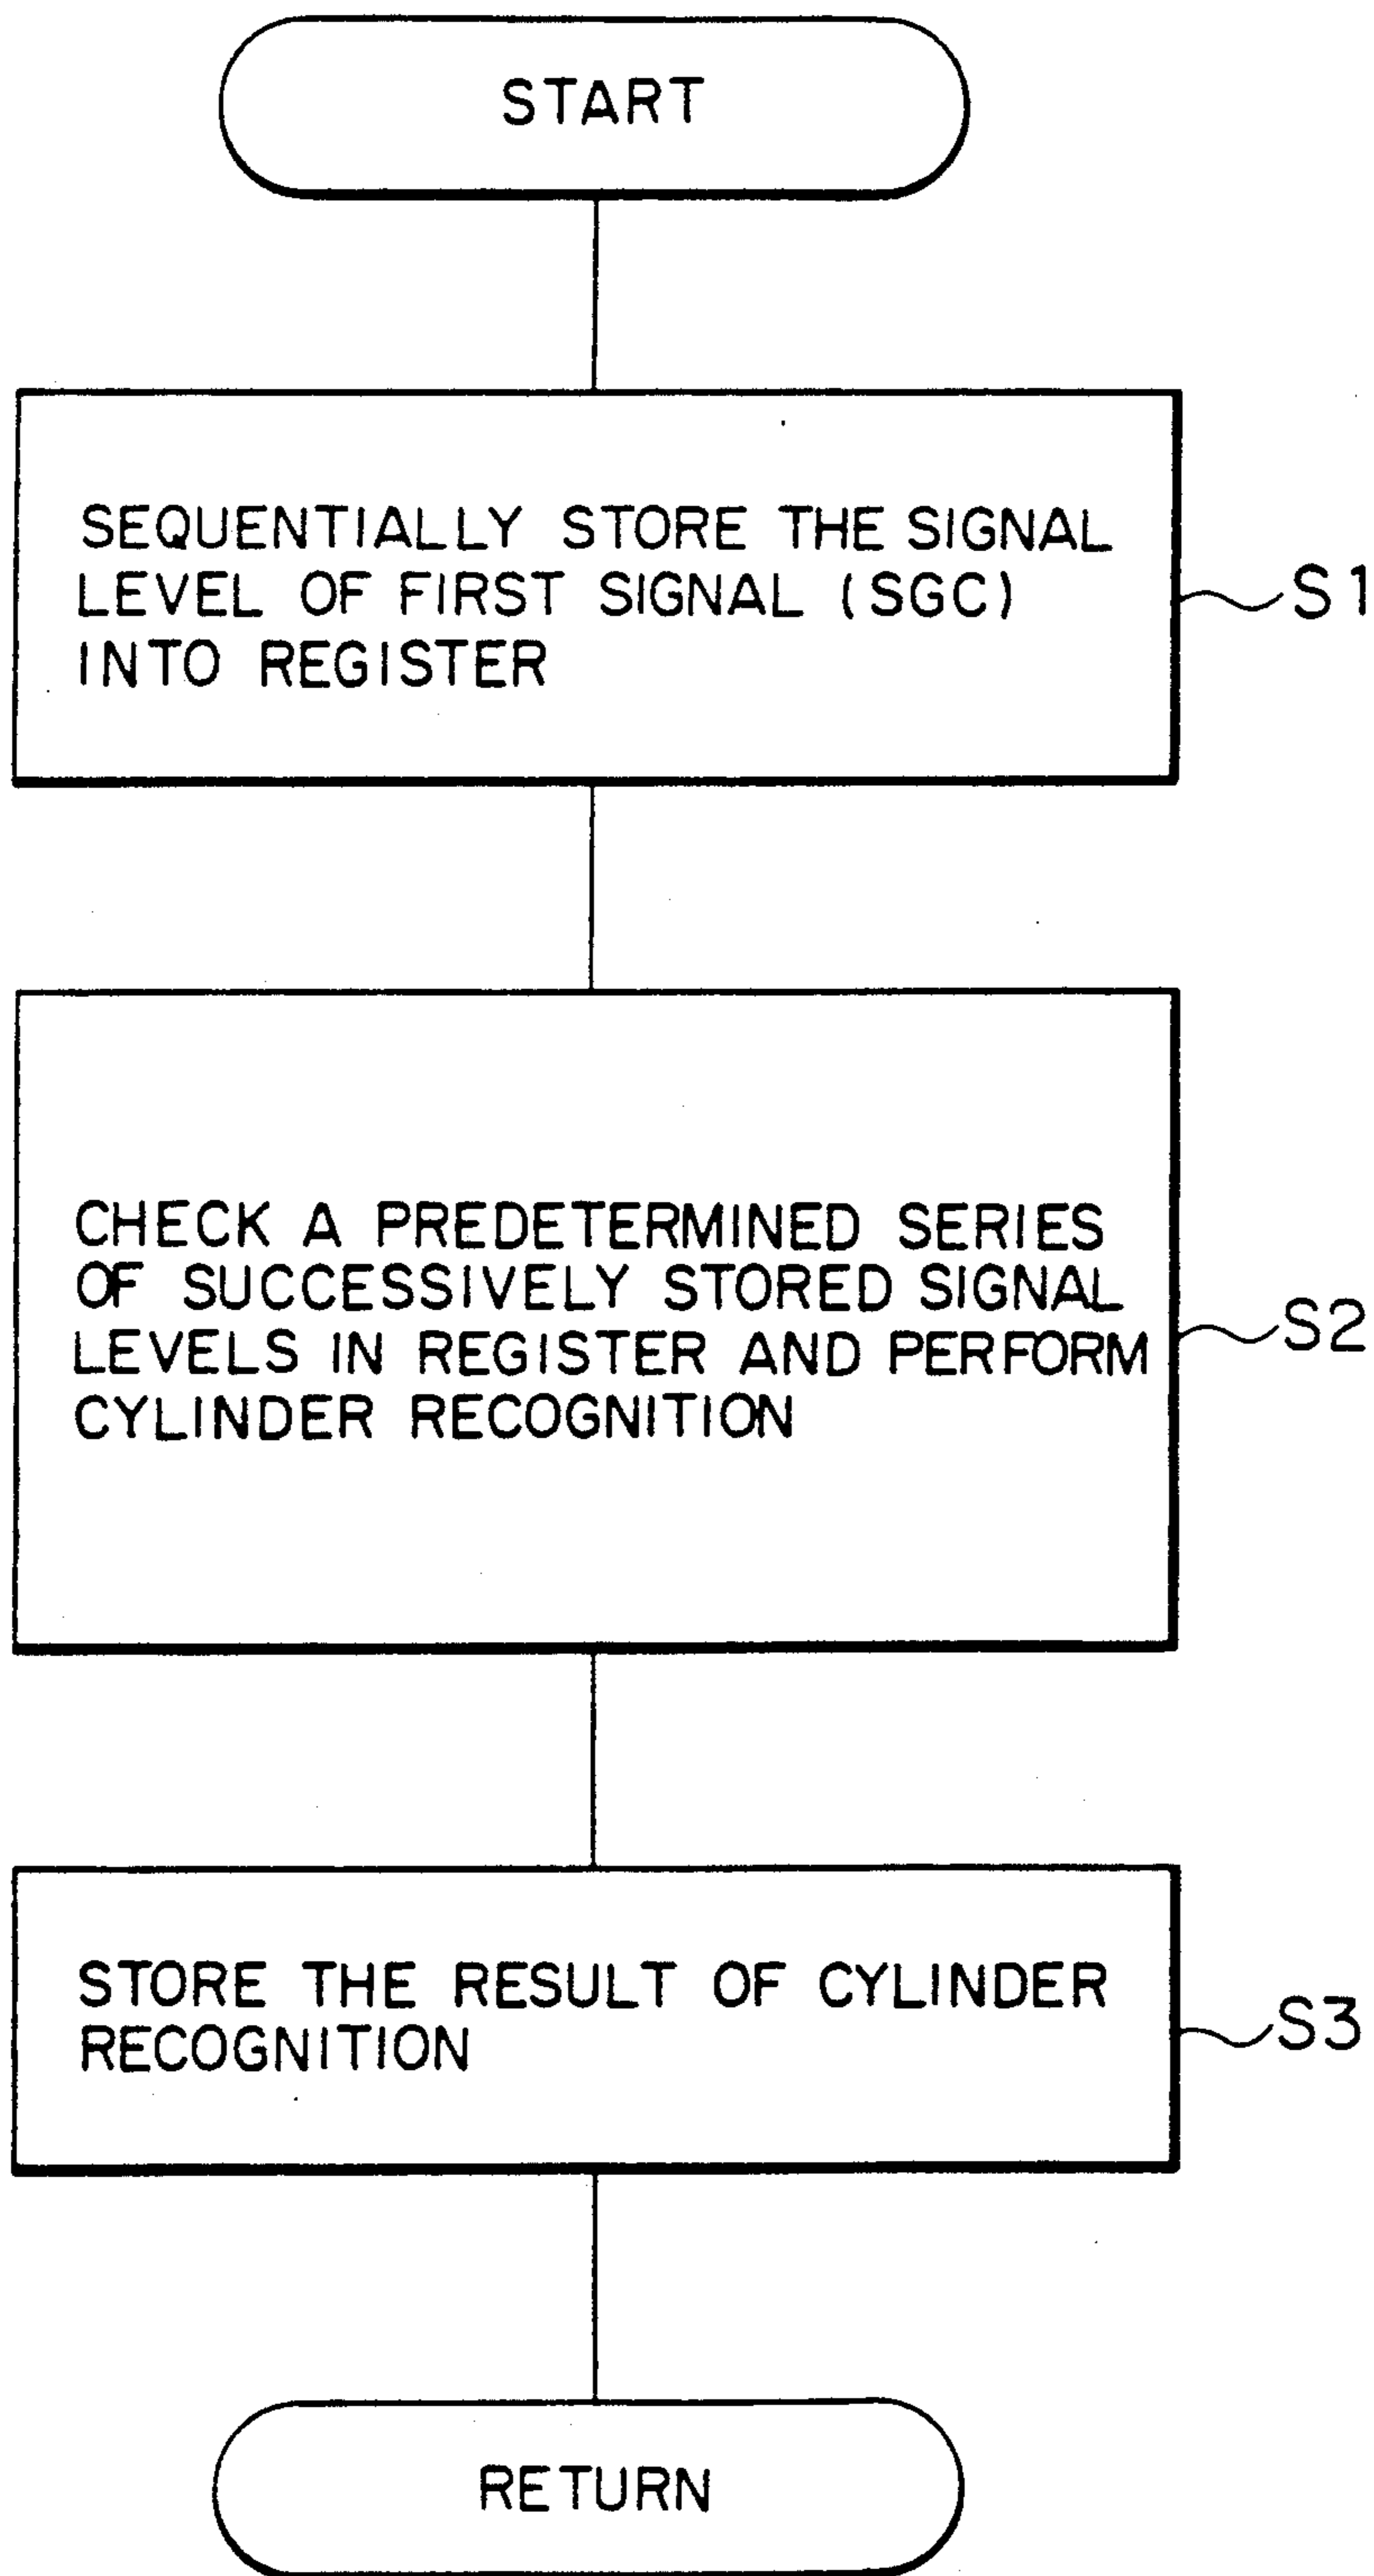 START
SEQUENTIALLY STORE THE SIGNAL
LEVEL OF FIRST SIGNAL (SGC)
INTO REGISTER
S1
CHECK A PREDETERMINED SERIES
OF SUCCESSIVELY STORED SIGNAL
LEVELS IN REGISTER AND PERFORM
CYLINDER RECOGNITION
S2
STORE THE RESULT OF CYLINDER
RECOGNITION
S3
RETURN